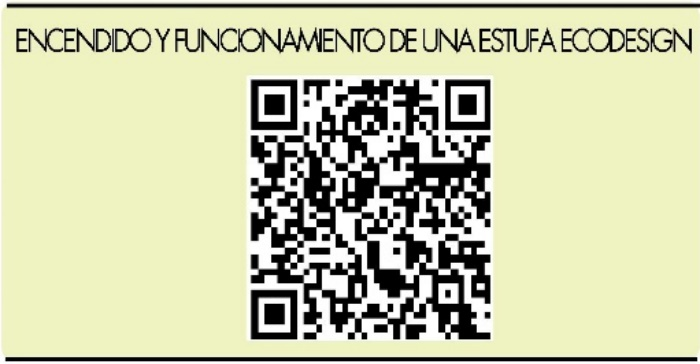 ENCENDIDO Y FUNCIONAMIENTO DE UNA ESTUFA ECODESIGN